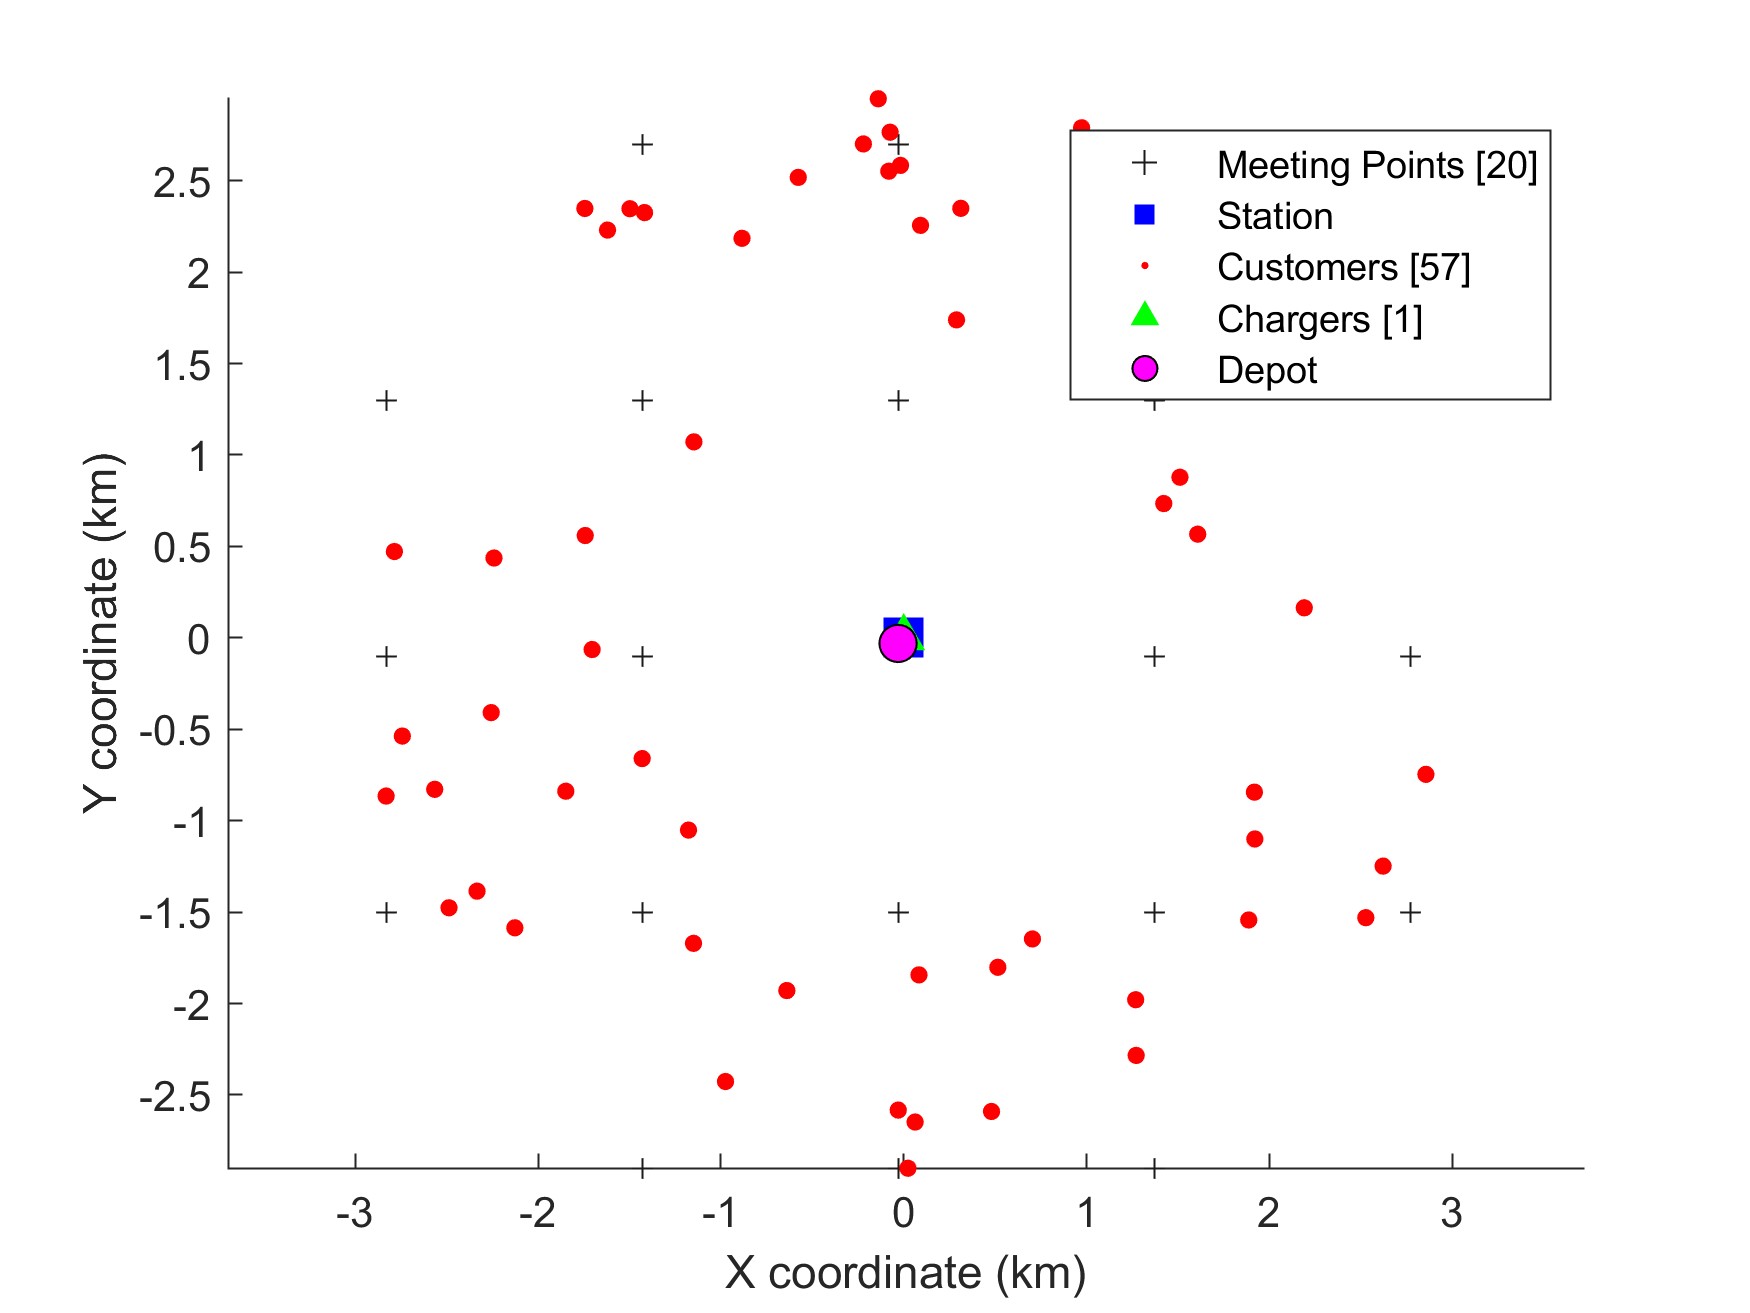 Meeting Points [20]
Station
Customers [57]
Chargers [1]
Depot
2.5
2
1.5
1
0.5
0
-0.5
-1
-1.5
-2
-2.5
Y coordinate (km)
-3 -2 -1 0 1 2 3
X coordinate (km)